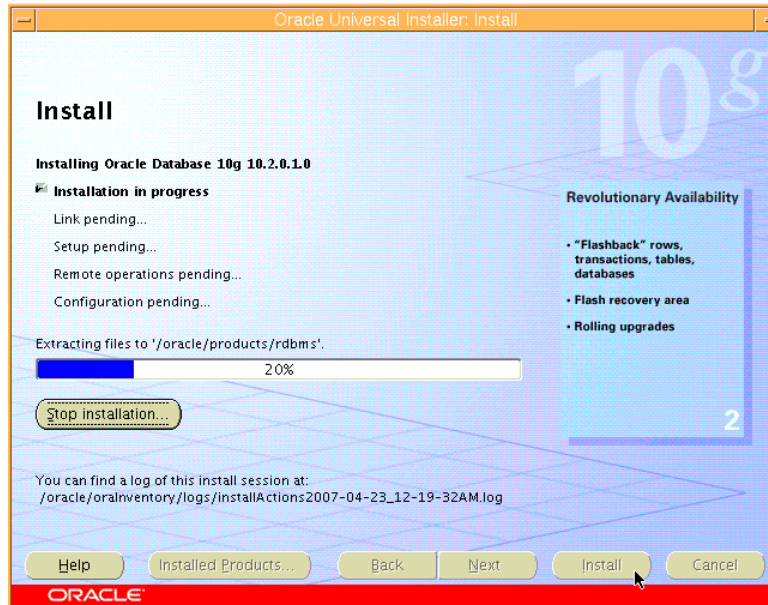 Oracle Universal Installer: Install
10g
Install
Installing Oracle Database 10g 10.2.0.1.0
Installation in progress
Link pending...
Setup pending...
Remote operations pending...
Configuration pending...
Extracting files to '/oracle/products/rdbms'.
20%
Stop installation...
Revolutionary Availability
• "Flashback" rows,
transactions, tables,
databases
• Flash recovery area
• Rolling upgrades
2
You can find a log of this install session at:
/oracle/oraInventory/logs/installActions2007-04-23_12-19-32AM.log
Help Installed Products... Back Next Install Cancel
ORACLE